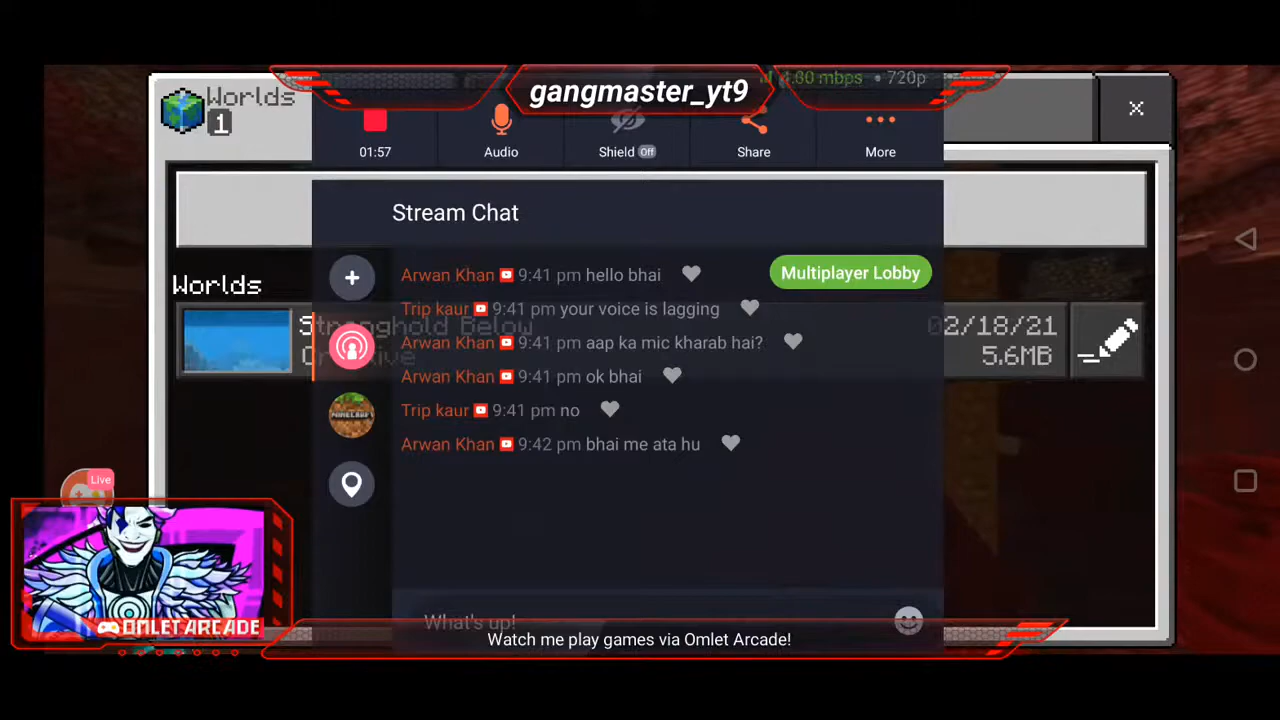 gangmaster_yt9
4.80 mbps • 720p
Worlds
1
01:57
Audio
Shield Off
Share
More
Stream Chat
Arwan Khan 9:41 pm hello bhai
Multiplayer Lobby
Worlds
Trip kaur 9:41 pm your voice is lagging
Stronghold Below
02/18/21
Arwan Khan 9:41 pm aap ka mic kharab hai?
5.6MB
Arwan Khan 9:41 pm ok bhai
MINECRAFT
Trip kaur 9:41 pm no
Arwan Khan 9:42 pm bhai me ata hu
Live
What's up!
OMLET ARCADE
Watch me play games via Omlet Arcade!